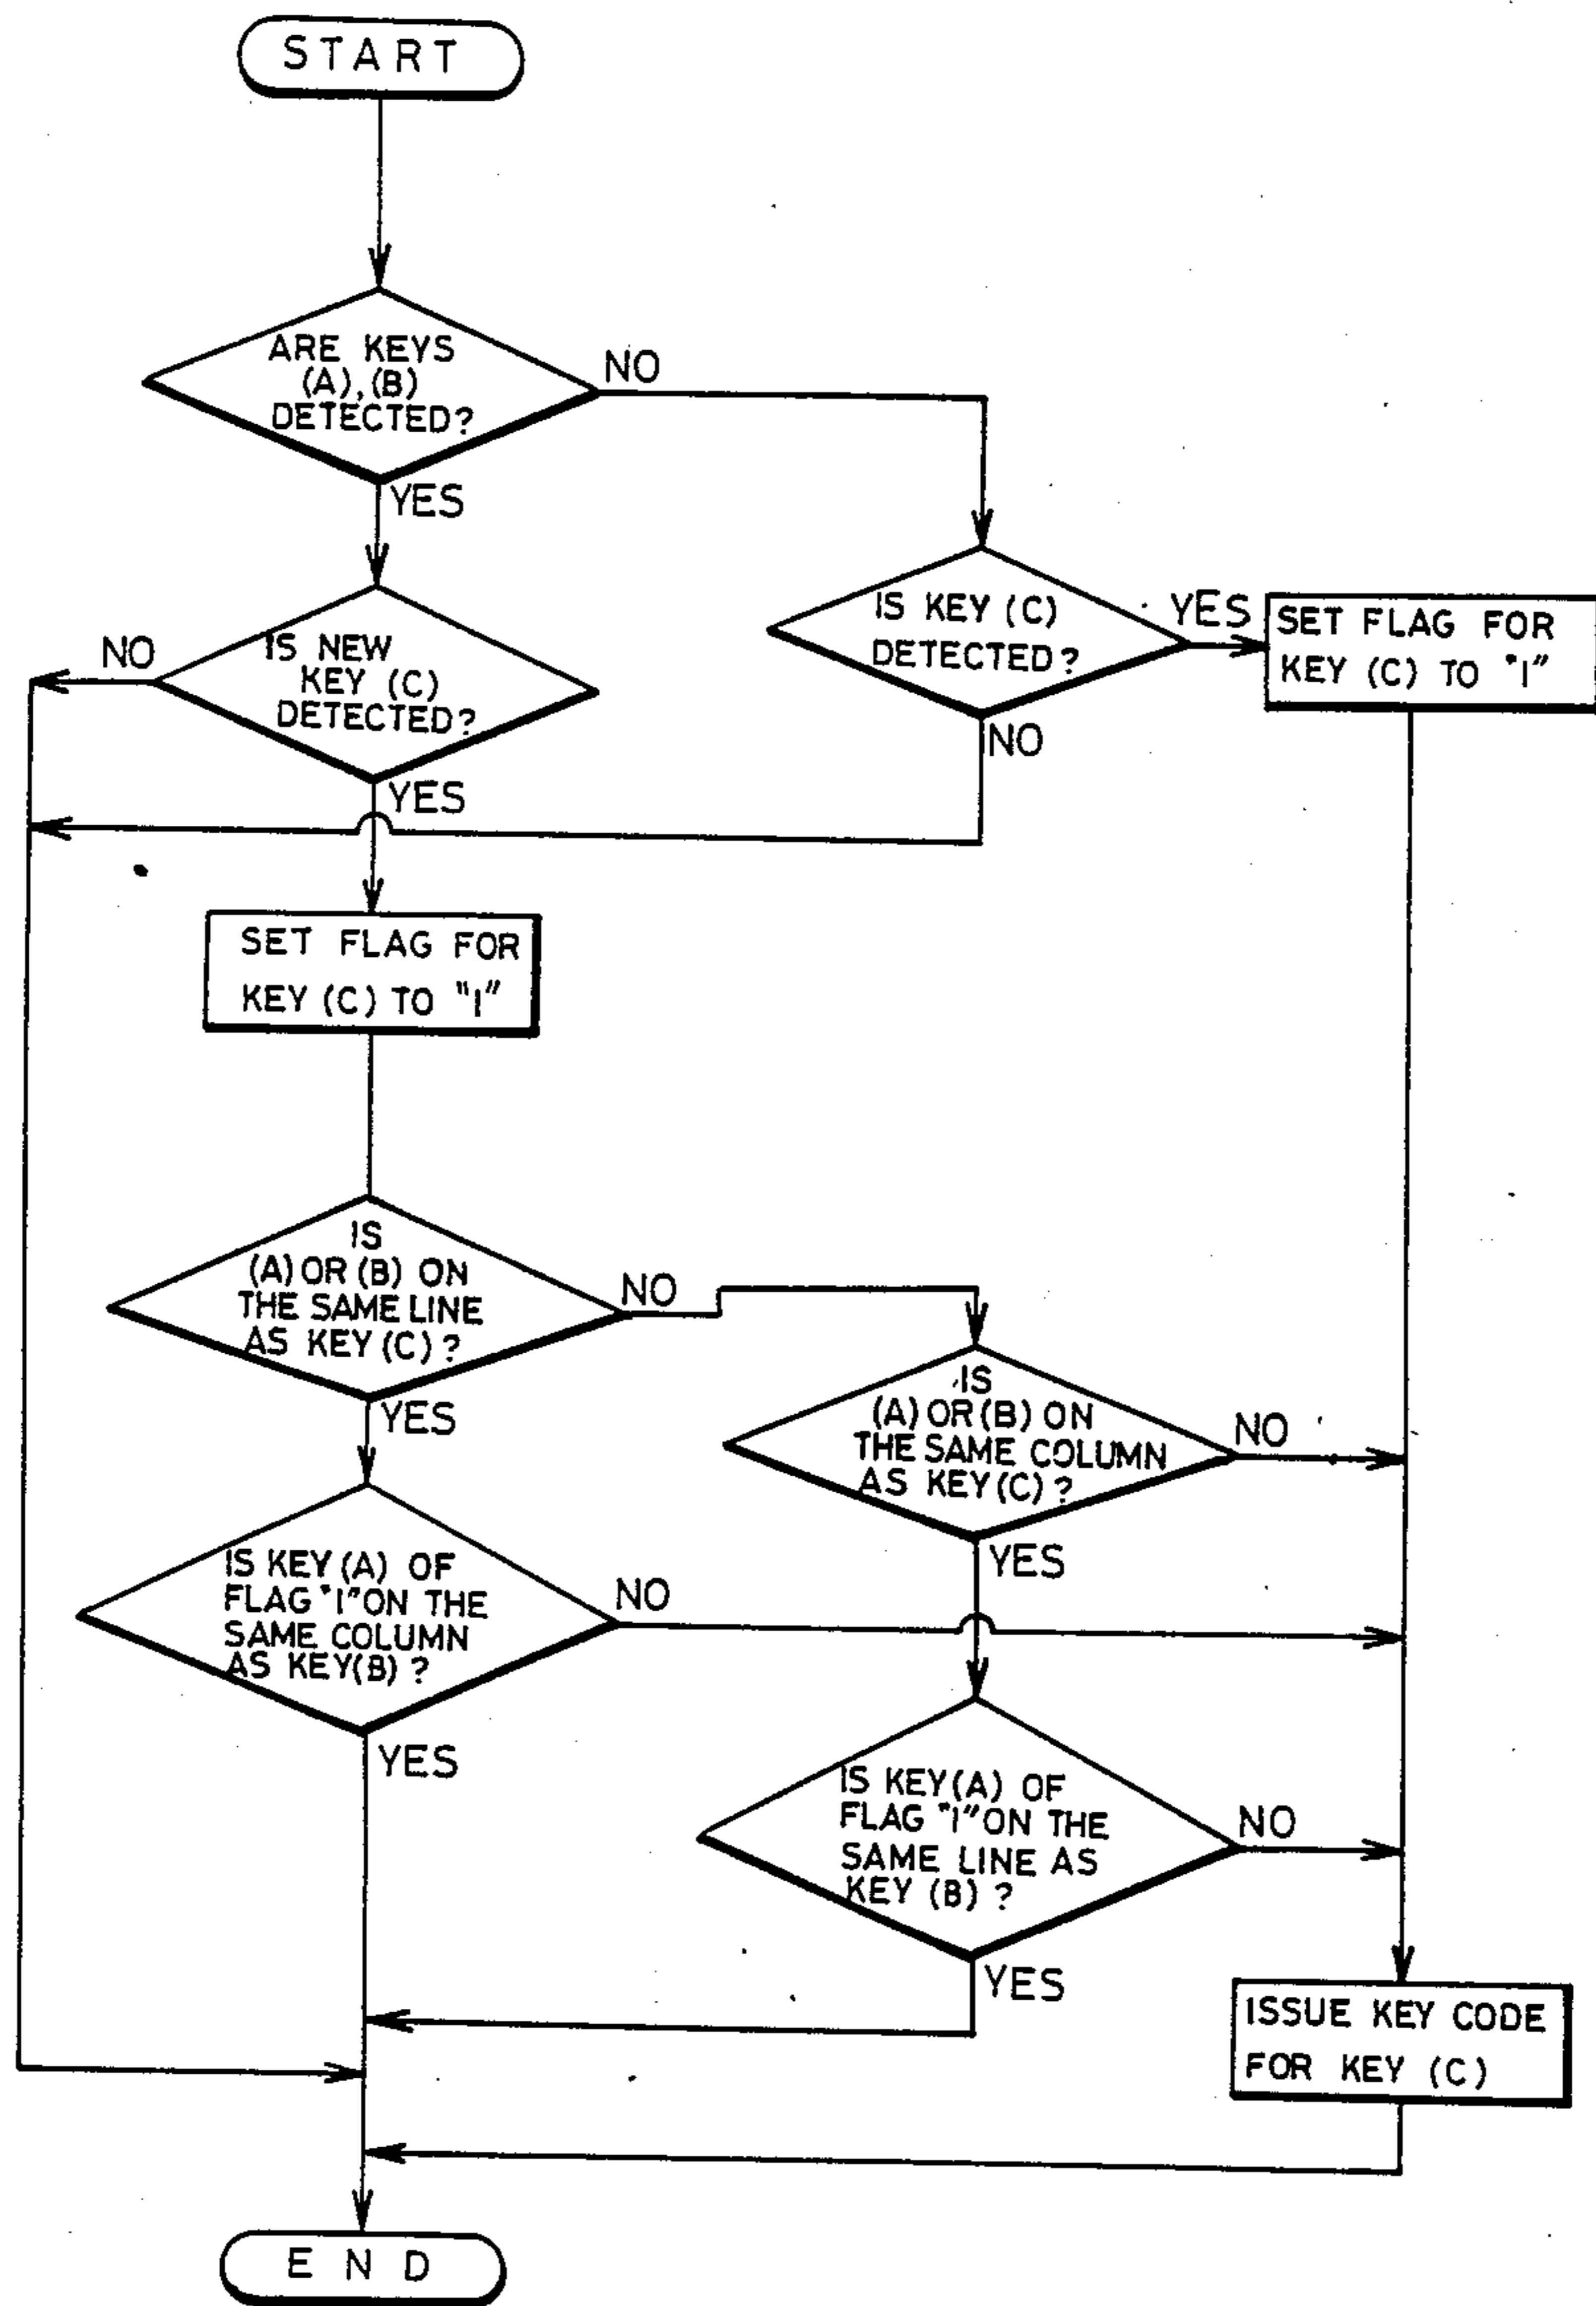 START
ARE KEYS
(A),(B)
DETECTED?
NO
YES
IS NEW
KEY (C)
DETECTED?
NO
YES
IS KEY (C)
DETECTED?
YES
NO
SET FLAG FOR
KEY (C) TO "1"
SET FLAG FOR
KEY (C) TO "1"
IS
(A) OR (B) ON
THE SAME LINE
AS KEY (C)?
NO
YES
IS
(A) OR (B) ON
THE SAME COLUMN
AS KEY (C)?
NO
YES
IS KEY (A) OF
FLAG "1" ON THE
SAME COLUMN
AS KEY (B)?
NO
YES
IS KEY (A) OF
FLAG "1" ON THE
SAME LINE AS
KEY (B)?
NO
YES
ISSUE KEY CODE
FOR KEY (C)
END